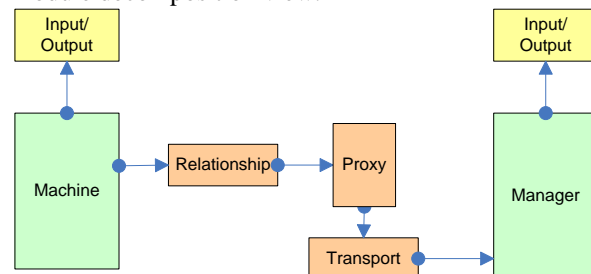 Input/
Output
Input/
Output
Machine
Relationship
Proxy
Manager
Transport